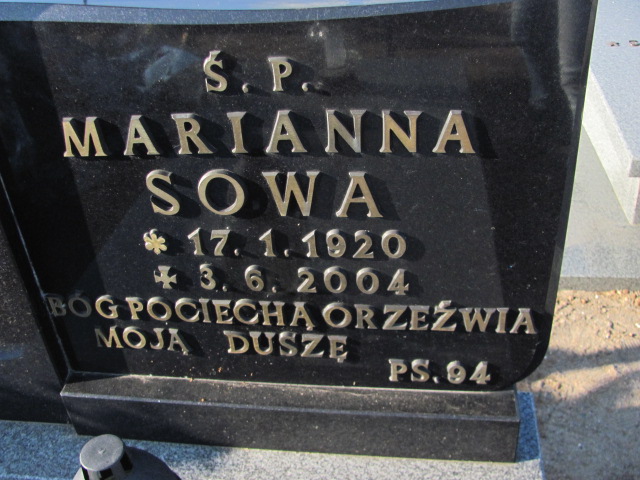 Ś. P.
MARIANNA
SOWA
* 17. 1. 1920
+ 3. 6. 2004
BÓG POCIECHĄ ORZEŹWIA
MOJĄ DUSZĘ
PS. 94